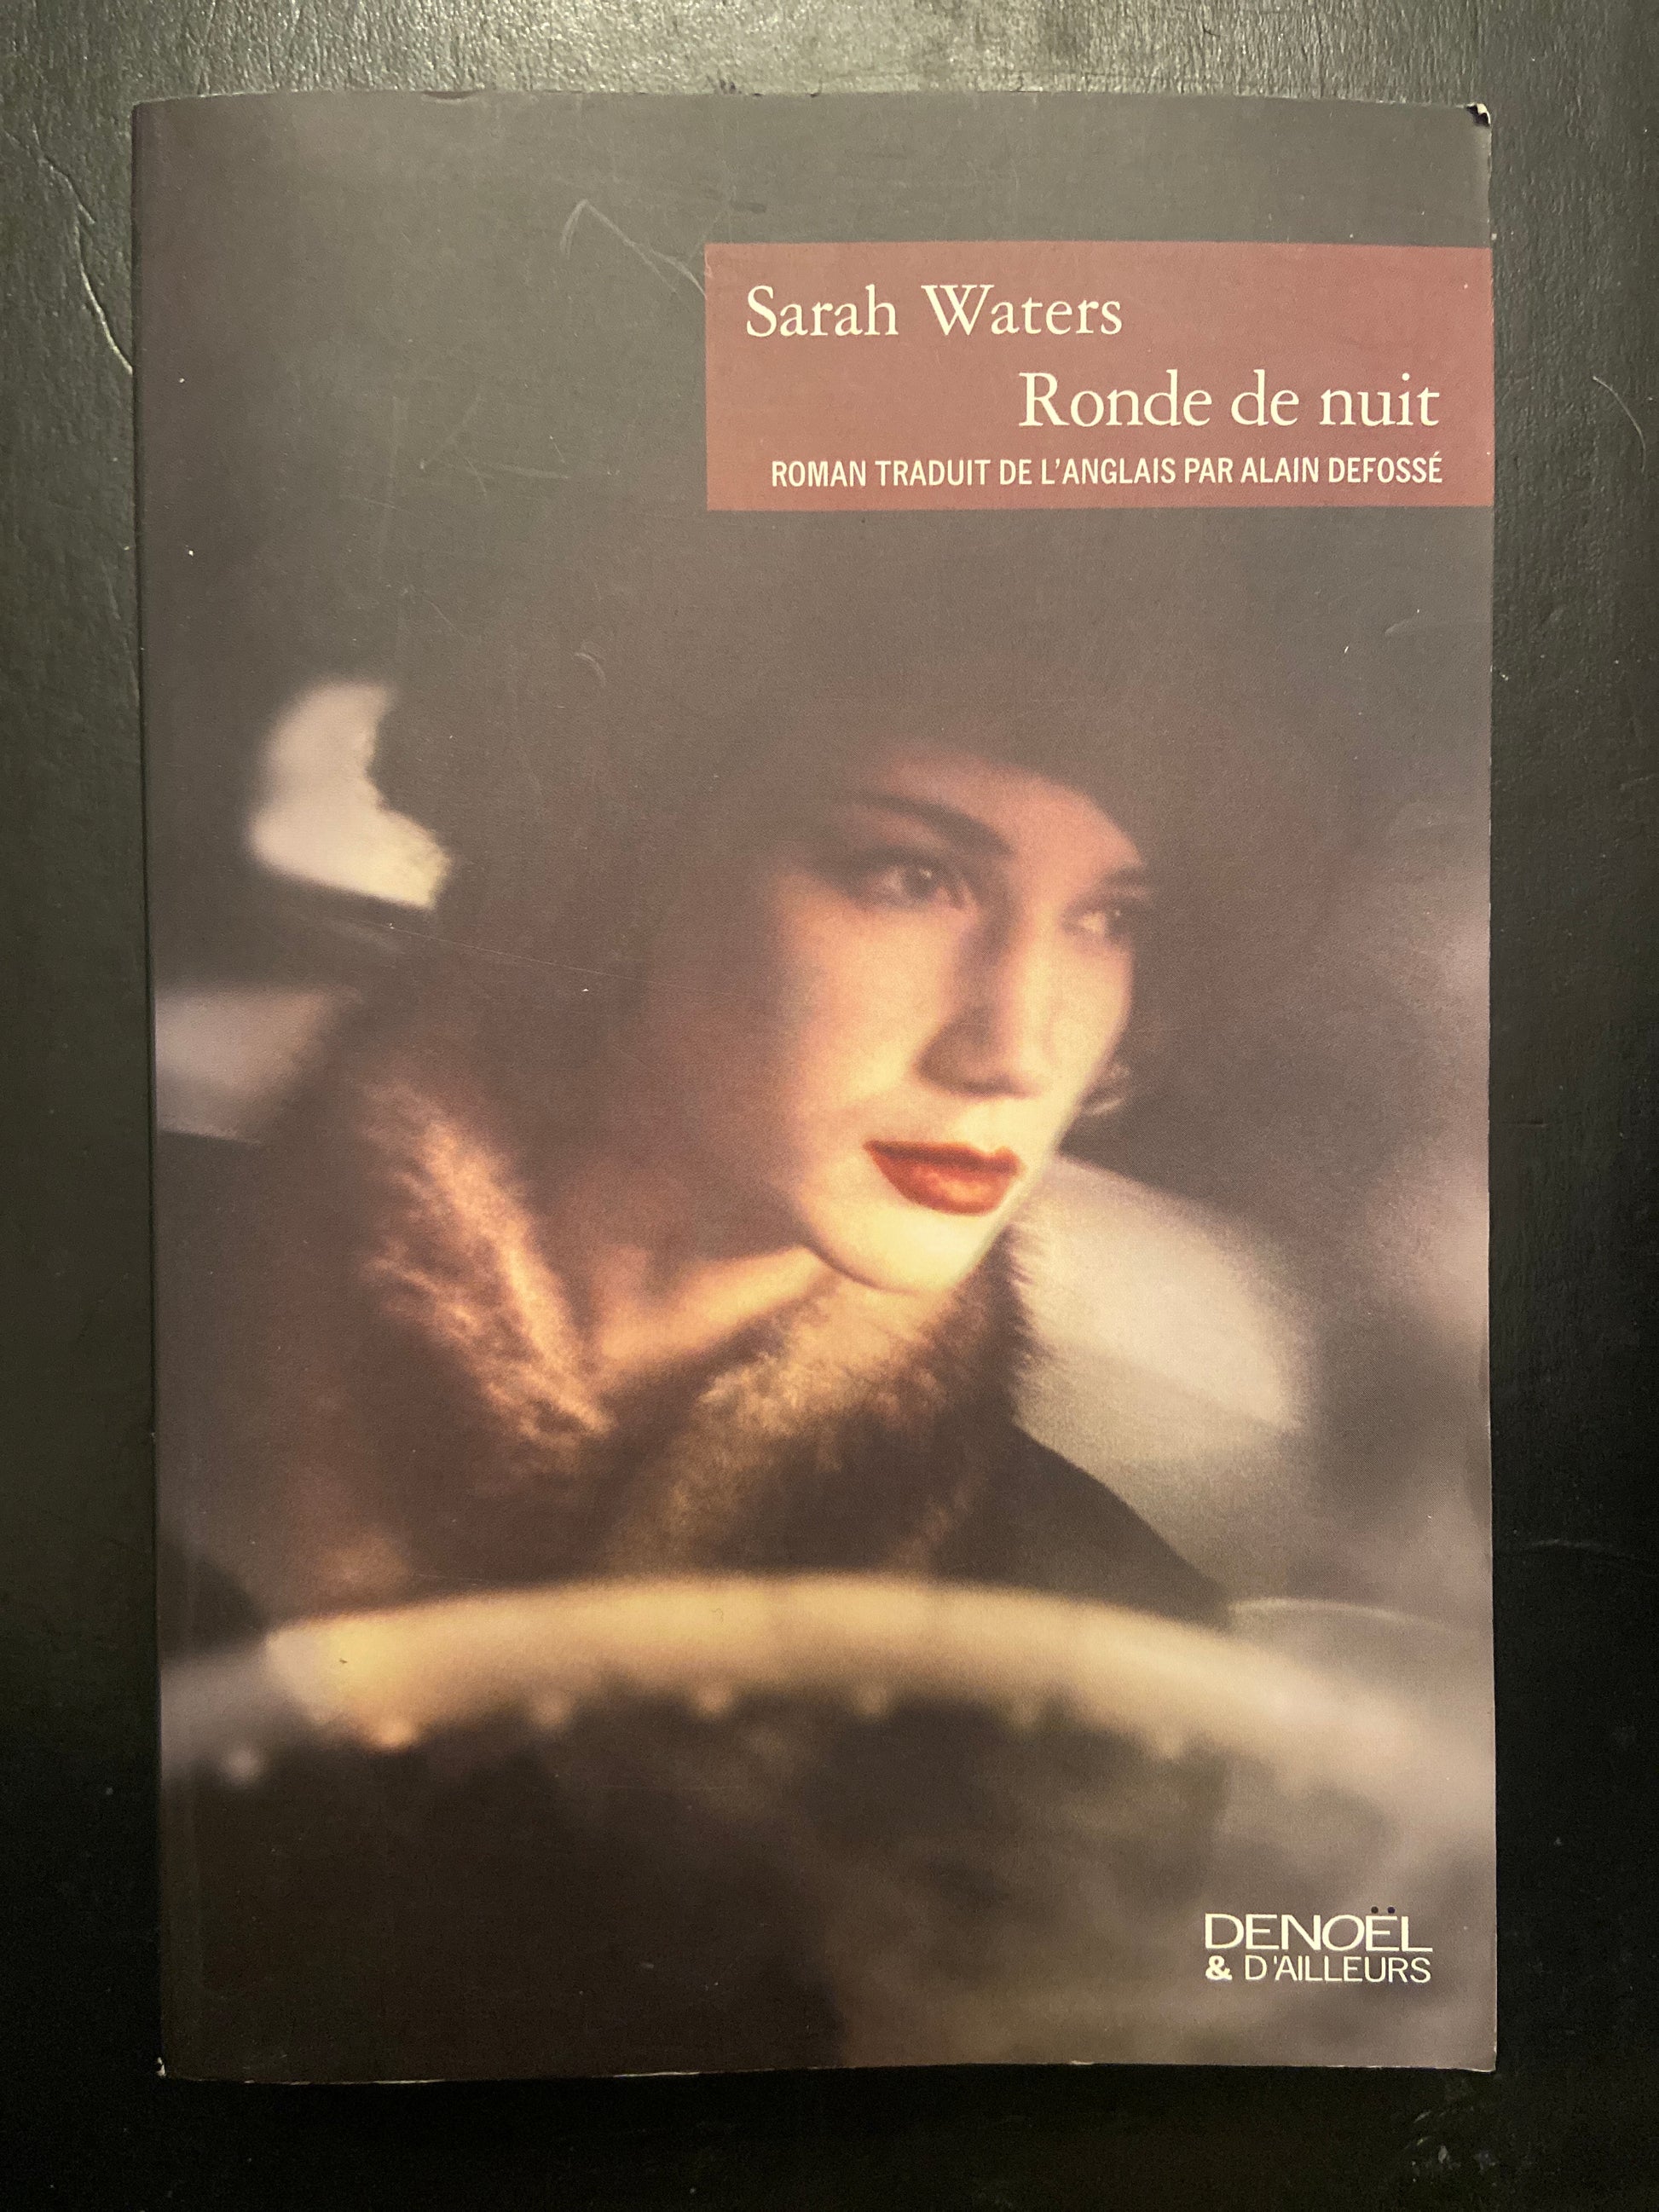 Sarah Waters
Ronde de nuit
ROMAN TRADUIT DE L'ANGLAIS PAR ALAIN DEFOSSÉ
DENOËL
& D'AILLEURS